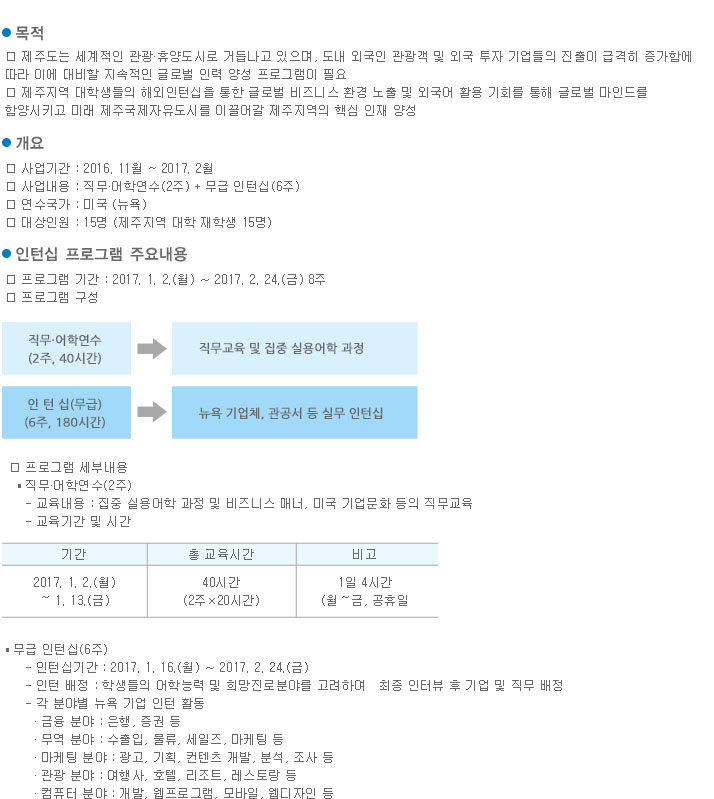 목적
□ 제주도는 세계적인 관광·휴양도시로 거듭나고 있으며, 도내 외국인 관광객 및 외국 투자 기업들의 진출이 급격히 증가함에
따라 이에 대비할 지속적인 글로벌 인력 양성 프로그램이 필요
□ 제주지역 대학생들의 해외인턴십을 통한 글로벌 비즈니스 환경 노출 및 외국어 활용 기회를 통해 글로벌 마인드를
함양시키고 미래 제주국제자유도시를 이끌어갈 제주지역의 핵심 인재 양성
개요
□ 사업기간 : 2016. 11월 ~ 2017. 2월
□ 사업내용 : 직무·어학연수(2주) + 무급 인턴십(6주)
□ 연수국가 : 미국 (뉴욕)
□ 대상인원 : 15명 (제주지역 대학 재학생 15명)
인턴십 프로그램 주요내용
□ 프로그램 기간 : 2017. 1. 2.(월) ~ 2017. 2. 24.(금) 8주
□ 프로그램 구성
직무·어학연수
(2주, 40시간)
직무교육 및 집중 실용어학 과정
인 턴 십(무급)
(6주, 180시간)
뉴욕 기업체, 관공서 등 실무 인턴십
□ 프로그램 세부내용
▪ 직무·어학연수(2주)
- 교육내용 : 집중 실용어학 과정 및 비즈니스 매너, 미국 기업문화 등의 직무교육
- 교육기간 및 시간
기간 총 교육시간 비고
2017. 1. 2.(월) 40시간 1일 4시간
~ 1. 13.(금) (2주×20시간) (월~금, 공휴일
▪ 무급 인턴십(6주)
- 인턴십기간 : 2017. 1. 16.(월) ~ 2017. 2. 24.(금)
- 인턴 배정 : 학생들의 어학능력 및 희망진로분야를 고려하여 최종 인터뷰 후 기업 및 직무 배정
- 각 분야별 뉴욕 기업 인턴 활동
· 금융 분야 : 은행, 증권 등
· 무역 분야 : 수출입, 물류, 세일즈, 마케팅 등
· 마케팅 분야 : 광고, 기획, 컨텐츠 개발, 분석, 조사 등
· 관광 분야 : 여행사, 호텔, 리조트, 레스토랑 등
· 컴퓨터 분야 : 개발, 웹프로그램, 모바일, 웹디자인 등